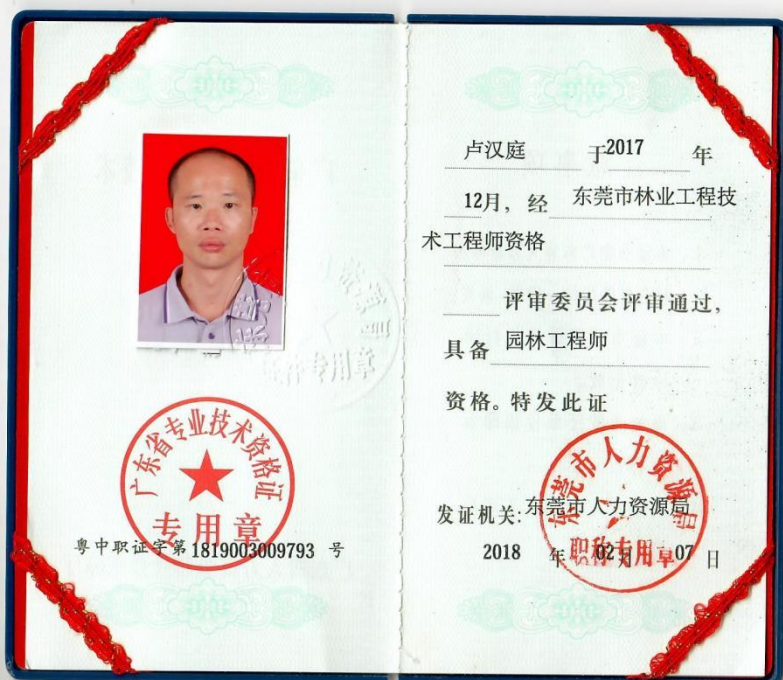 广东省专业技术资格证
专用章
粤中职证字第 1819003009793 号
卢汉庭 于2017 年
12月，经 东莞市林业工程技
术工程师资格
评审委员会评审通过，
具备 园林工程师
资格。特发此证
东莞市人力资源局
发证机关：东莞市人力资源局
职称专用章
2018 年 02月 07 日